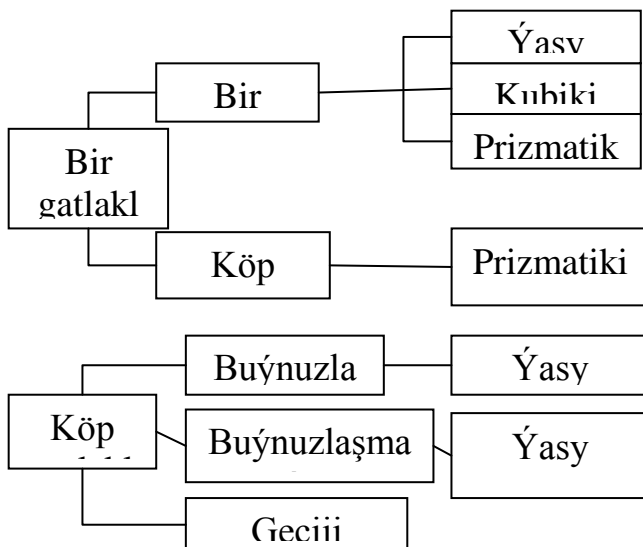 Ýasy
Bir
Kubiki
Bir
gatlakl
Prizmatik
Köp
Prizmatiki
Buýnuzla
Ýasy
Köp
Buýnuzlaşma
Ýasy
Geçiji